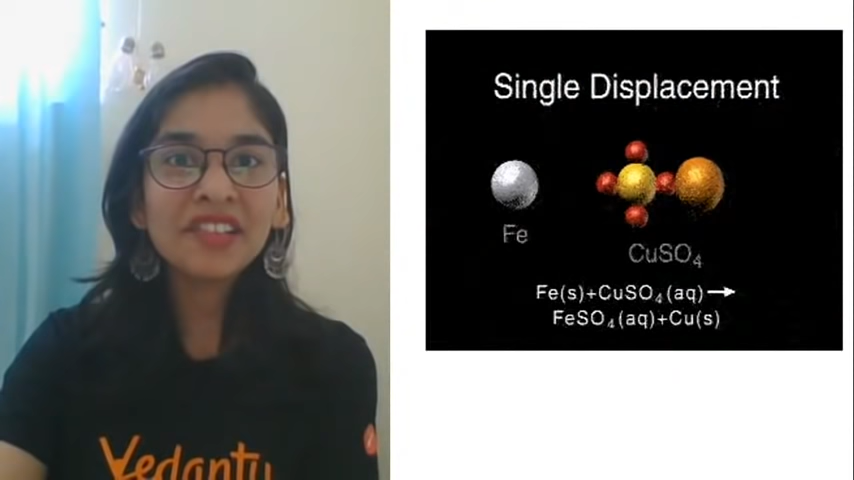 Single Displacement
Fe
CuSO₄
Fe(s)+CuSO₄(aq)→
FeSO₄(aq)+Cu(s)
Vedantu